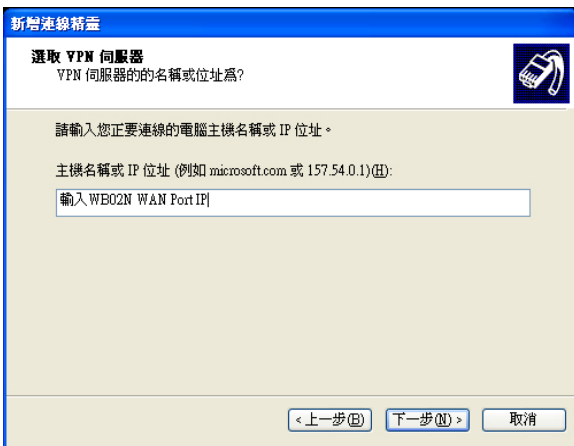 新增連線精靈
選取 VPN 伺服器
VPN 伺服器的的名稱或位址為?
請輸入您正要連線的電腦主機名稱或 IP 位址。
主機名稱或 IP 位址 (例如 microsoft.com 或 157.54.0.1)(H):
輸入WB02N WAN Port IP
<上一步(B) 下一步(N)> 取消